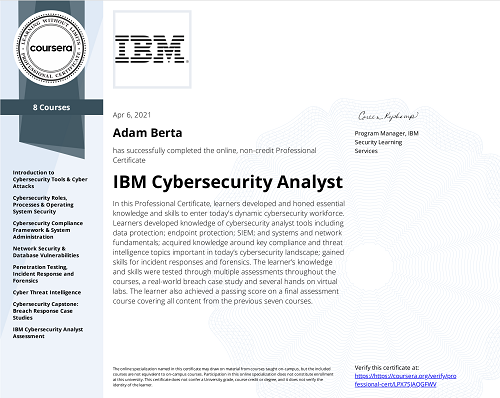 LEARNING WITHOUT LIMITS
coursera
PROFESSIONAL CERTIFICATE
8 Courses
Introduction to
Cybersecurity Tools & Cyber
Attacks
Cybersecurity Roles,
Processes & Operating
System Security
Cybersecurity Compliance
Framework & System
Administration
Network Security &
Database Vulnerabilities
Penetration Testing,
Incident Response and
Forensics
Cyber Threat Intelligence
Cybersecurity Capstone:
Breach Response Case
Studies
IBM Cybersecurity Analyst
Assessment
IBM
Apr 6, 2021
Adam Berta
has successfully completed the online, non-credit Professional
Certificate
IBM Cybersecurity Analyst
In this Professional Certificate, learners developed and honed essential
knowledge and skills to enter today's dynamic cybersecurity workforce.
Learners developed knowledge of cybersecurity analyst tools including
data protection; endpoint protection; SIEM; and systems and network
fundamentals; acquired knowledge around key compliance and threat
intelligence topics important in today's cybersecurity landscape; gained
skills for incident responses and forensics. The learner's knowledge
and skills were tested through multiple assessments throughout the
courses, a real-world breach case study and several hands on virtual
labs. The learner also achieved a passing score on a final assessment
course covering all content from the previous seven courses.
Program Manager, IBM
Security Learning
Services
The online specialization named in this certificate may draw on material from courses taught on-campus, but the included
courses are not equivalent to on-campus courses. Participation in this online specialization does not constitute enrollment
at this university. This certificate does not confer a University grade, course credit or degree, and it does not verify the
identity of the learner.
Verify this certificate at:
https://https://coursera.org/verify/pro
fessional-cert/LPX75IAQGFWV